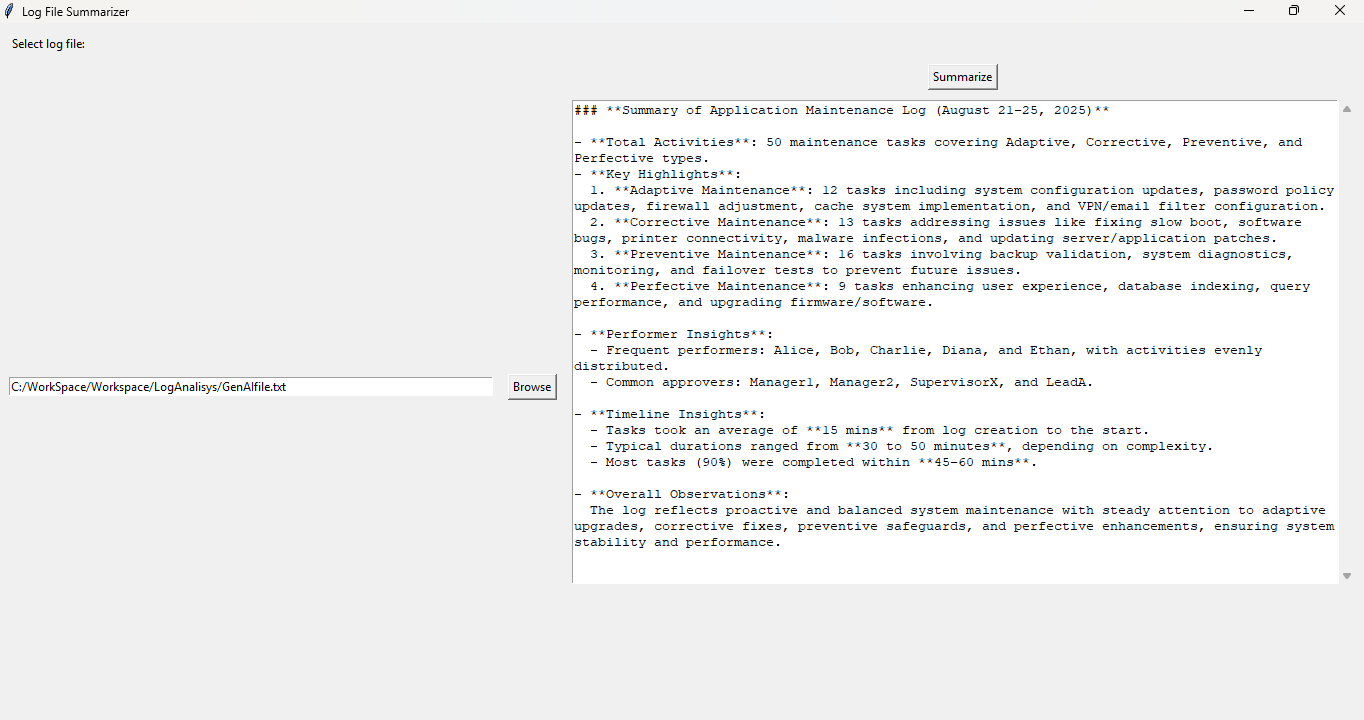 Log File Summarizer
Select log file:
Summarize
### **Summary of Application Maintenance Log (August 21-25, 2025)**
- **Total Activities**: 50 maintenance tasks covering Adaptive, Corrective, Preventive, and
Perfective types.
- **Key Highlights**:
1. **Adaptive Maintenance**: 12 tasks including system configuration updates, password policy
updates, firewall adjustment, cache system implementation, and VPN/email filter configuration.
2. **Corrective Maintenance**: 13 tasks addressing issues like fixing slow boot, software
bugs, printer connectivity, malware infections, and updating server/application patches.
3. **Preventive Maintenance**: 16 tasks involving backup validation, system diagnostics,
monitoring, and failover tests to prevent future issues.
4. **Perfective Maintenance**: 9 tasks enhancing user experience, database indexing, query
performance, and upgrading firmware/software.
- **Performer Insights**:
- Frequent performers: Alice, Bob, Charlie, Diana, and Ethan, with activities evenly
distributed.
- Common approvers: Manager1, Manager2, SupervisorX, and LeadA.
- **Timeline Insights**:
- Tasks took an average of **15 mins** from log creation to the start.
- Typical durations ranged from **30 to 50 minutes**, depending on complexity.
- Most tasks (90%) were completed within **45-60 mins**.
- **Overall Observations**:
The log reflects proactive and balanced system maintenance with steady attention to adaptive
upgrades, corrective fixes, preventive safeguards, and perfective enhancements, ensuring system
stability and performance.
C:/WorkSpace/Workspace/LogAnalisys/GenAIfile.txt
Browse